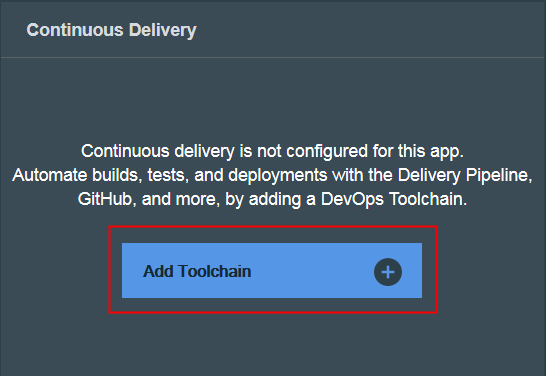 Continuous Delivery
Continuous delivery is not configured for this app.
Automate builds, tests, and deployments with the Delivery Pipeline,
GitHub, and more, by adding a DevOps Toolchain.
Add Toolchain